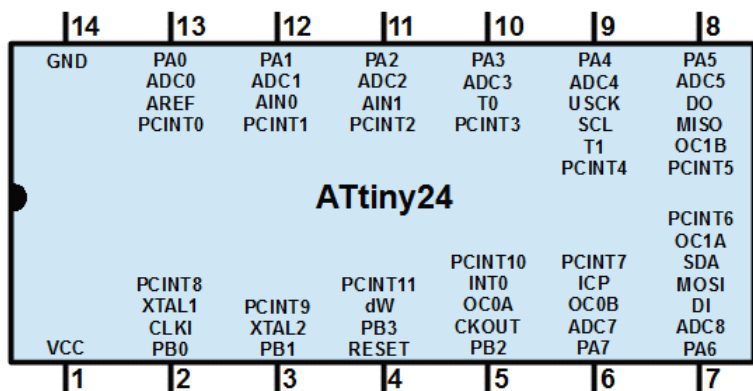 14 13 12 11 10 9 8
GND PA0 PA1 PA2 PA3 PA4 PA5
ADC0 ADC1 ADC2 ADC3 ADC4 ADC5
AREF AIN0 AIN1 T0 USCK DO
PCINT0 PCINT1 PCINT2 PCINT3 SCL MISO
T1 OC1B
PCINT4 PCINT5
ATtiny24
PCINT6
OC1A
PCINT10 PCINT7 SDA
PCINT8 PCINT11 INT0 ICP MOSI
XTAL1 PCINT9 dW OC0A OC0B DI
CLKI XTAL2 PB3 CKOUT ADC7 ADC8
VCC PB0 PB1 RESET PB2 PA7 PA6
1 2 3 4 5 6 7